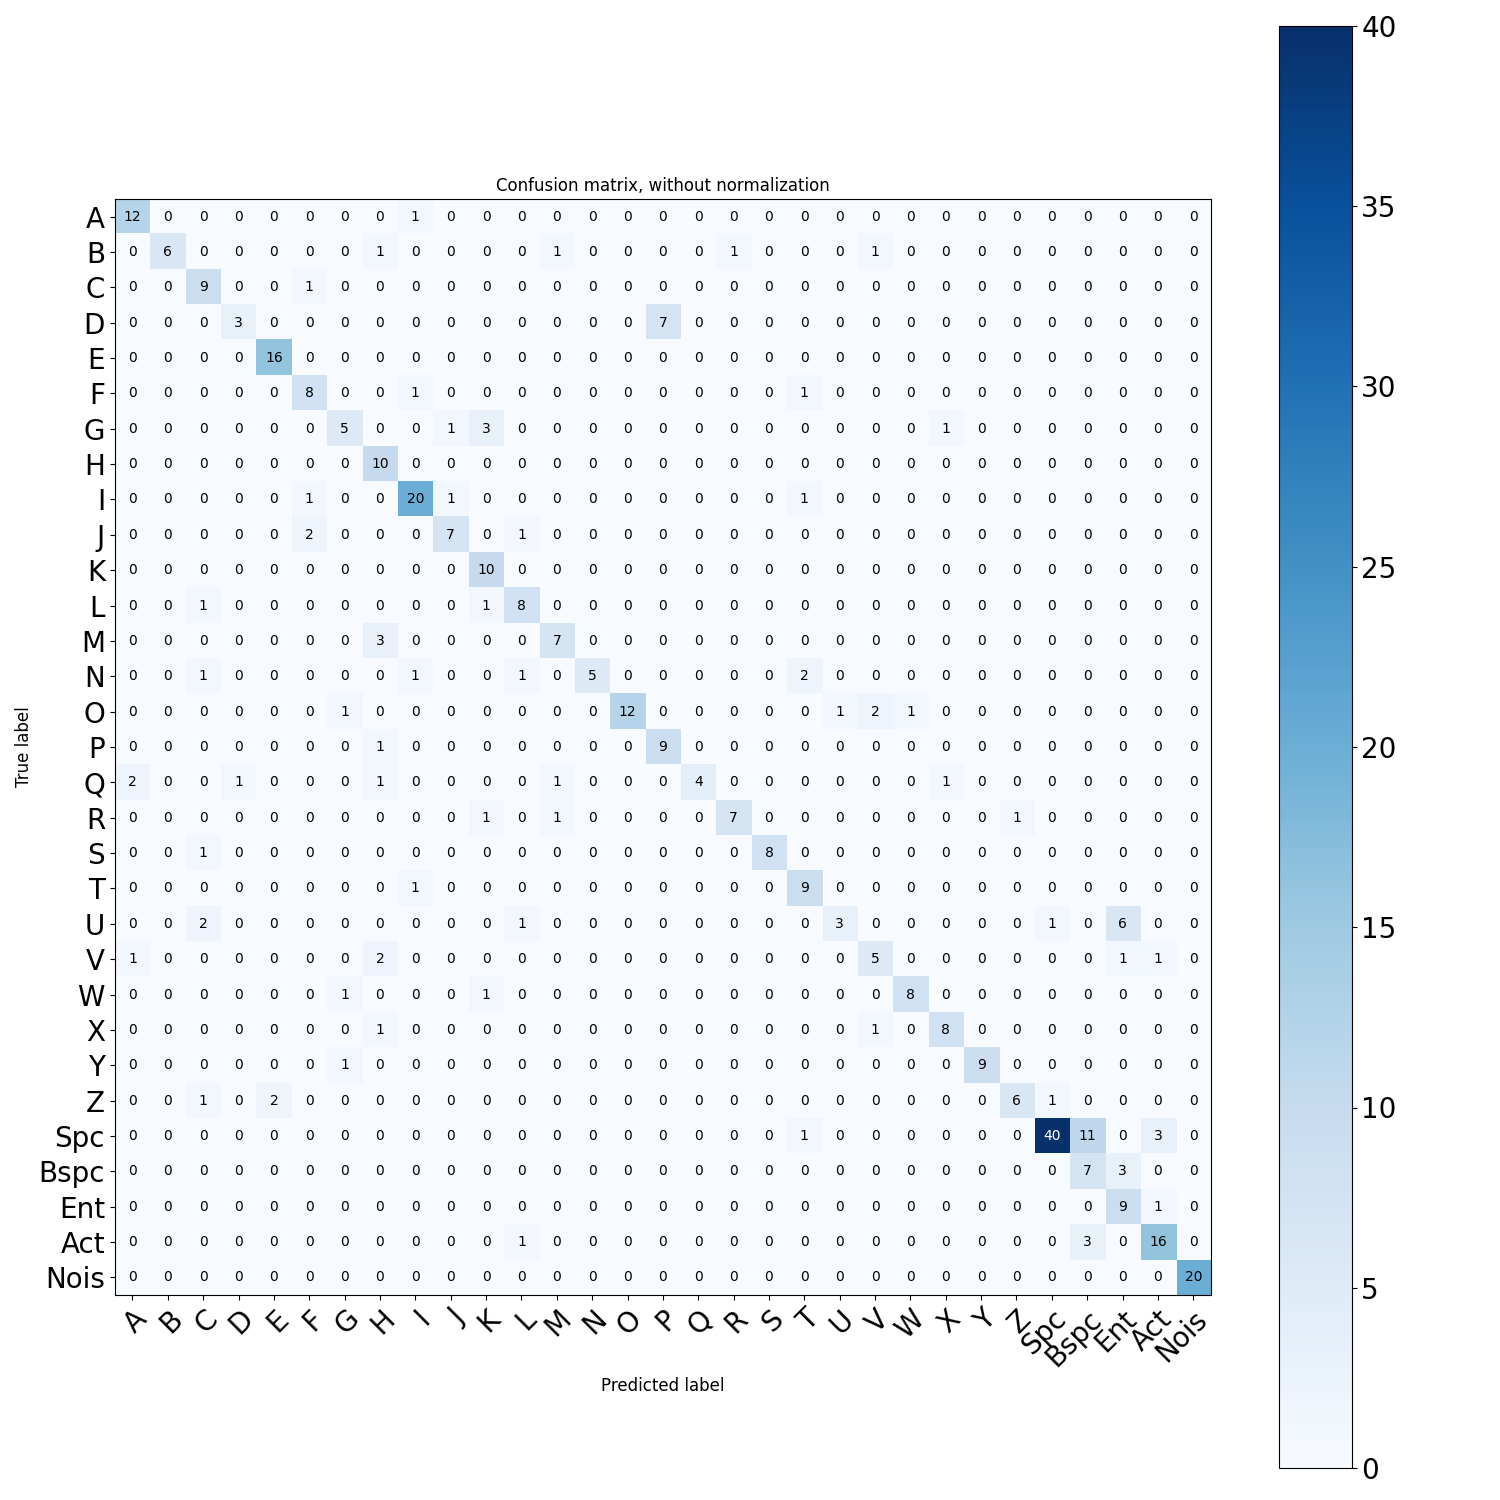 Confusion matrix, without normalization
A 12 0 0 0 0 0 0 0 1 0 0 0 0 0 0 0 0 0 0 0 0 0 0 0 0 0 0 0 0 0 0
B 0 6 0 0 0 0 0 1 0 0 0 0 1 0 0 0 0 1 0 0 0 1 0 0 0 0 0 0 0 0 0
C 0 0 9 0 0 1 0 0 0 0 0 0 0 0 0 0 0 0 0 0 0 0 0 0 0 0 0 0 0 0 0
D 0 0 0 3 0 0 0 0 0 0 0 0 0 0 0 7 0 0 0 0 0 0 0 0 0 0 0 0 0 0 0
E 0 0 0 0 16 0 0 0 0 0 0 0 0 0 0 0 0 0 0 0 0 0 0 0 0 0 0 0 0 0 0
F 0 0 0 0 0 8 0 0 1 0 0 0 0 0 0 0 0 0 0 1 0 0 0 0 0 0 0 0 0 0 0
G 0 0 0 0 0 0 5 0 0 1 3 0 0 0 0 0 0 0 0 0 0 0 0 1 0 0 0 0 0 0 0
H 0 0 0 0 0 0 0 10 0 0 0 0 0 0 0 0 0 0 0 0 0 0 0 0 0 0 0 0 0 0 0
I 0 0 0 0 0 1 0 0 20 1 0 0 0 0 0 0 0 0 0 1 0 0 0 0 0 0 0 0 0 0 0
J 0 0 0 0 0 2 0 0 0 7 0 1 0 0 0 0 0 0 0 0 0 0 0 0 0 0 0 0 0 0 0
K 0 0 0 0 0 0 0 0 0 0 10 0 0 0 0 0 0 0 0 0 0 0 0 0 0 0 0 0 0 0 0
L 0 0 1 0 0 0 0 0 0 0 1 8 0 0 0 0 0 0 0 0 0 0 0 0 0 0 0 0 0 0 0
M 0 0 0 0 0 0 0 3 0 0 0 0 7 0 0 0 0 0 0 0 0 0 0 0 0 0 0 0 0 0 0
N 0 0 1 0 0 0 0 0 1 0 0 1 0 5 0 0 0 0 0 2 0 0 0 0 0 0 0 0 0 0 0
O 0 0 0 0 0 0 1 0 0 0 0 0 0 0 12 0 0 0 0 0 1 2 1 0 0 0 0 0 0 0 0
P 0 0 0 0 0 0 0 1 0 0 0 0 0 0 0 9 0 0 0 0 0 0 0 0 0 0 0 0 0 0 0
Q 2 0 0 1 0 0 0 1 0 0 0 0 1 0 0 0 4 0 0 0 0 0 0 1 0 0 0 0 0 0 0
R 0 0 0 0 0 0 0 0 0 0 1 0 1 0 0 0 0 7 0 0 0 0 0 0 0 1 0 0 0 0 0
S 0 0 1 0 0 0 0 0 0 0 0 0 0 0 0 0 0 0 8 0 0 0 0 0 0 0 0 0 0 0 0
T 0 0 0 0 0 0 0 0 1 0 0 0 0 0 0 0 0 0 0 9 0 0 0 0 0 0 0 0 0 0 0
U 0 0 2 0 0 0 0 0 0 0 0 1 0 0 0 0 0 0 0 0 3 0 0 0 0 0 1 0 6 0 0
V 1 0 0 0 0 0 0 2 0 0 0 0 0 0 0 0 0 0 0 0 0 5 0 0 0 0 0 0 1 1 0
W 0 0 0 0 0 0 1 0 0 0 1 0 0 0 0 0 0 0 0 0 0 0 8 0 0 0 0 0 0 0 0
X 0 0 0 0 0 0 0 1 0 0 0 0 0 0 0 0 0 0 0 0 0 1 0 8 0 0 0 0 0 0 0
Y 0 0 0 0 0 0 1 0 0 0 0 0 0 0 0 0 0 0 0 0 0 0 0 0 9 0 0 0 0 0 0
Z 0 0 1 0 2 0 0 0 0 0 0 0 0 0 0 0 0 0 0 0 0 0 0 0 0 6 1 0 0 0 0
Spc 0 0 0 0 0 0 0 0 0 0 0 0 0 0 0 0 0 0 0 1 0 0 0 0 0 0 40 11 0 3 0
Bspc 0 0 0 0 0 0 0 0 0 0 0 0 0 0 0 0 0 0 0 0 0 0 0 0 0 0 0 7 3 0 0
Ent 0 0 0 0 0 0 0 0 0 0 0 0 0 0 0 0 0 0 0 0 0 0 0 0 0 0 0 0 9 1 0
Act 0 0 0 0 0 0 0 0 0 0 0 1 0 0 0 0 0 0 0 0 0 0 0 0 0 0 0 3 0 16 0
Nois 0 0 0 0 0 0 0 0 0 0 0 0 0 0 0 0 0 0 0 0 0 0 0 0 0 0 0 0 0 0 20
A B C D E F G H I J K L M N O P Q R S T U V W X Y Z Spc Bspc Ent Act Nois
Predicted label
True label
40
35
30
25
20
15
10
5
0